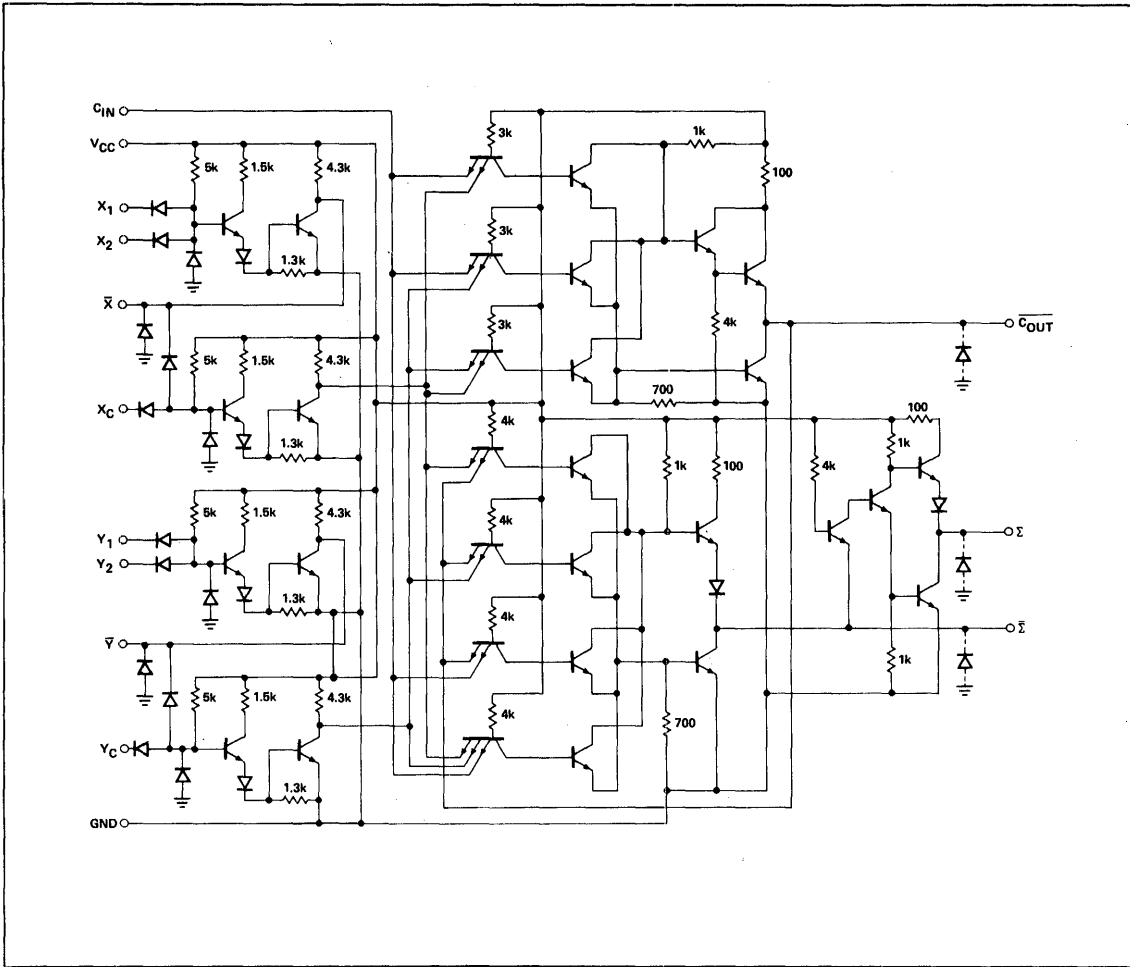 C_IN
V_CC
5k 1.5k 4.3k
X_1
X_2
1.3k
X̅
5k 1.5k 4.3k
X_C
1.3k
5k 1.5k 4.3k
Y_1
Y_2
1.3k
Y̅
5k 1.5k 4.3k
Y_C
1.3k
GND
3k
3k
3k
4k
4k
4k
4k
1k
100
4k
700
1k
100
700
4k
1k
100
1k
C̅_O̅U̅T̅
Σ
Σ̅